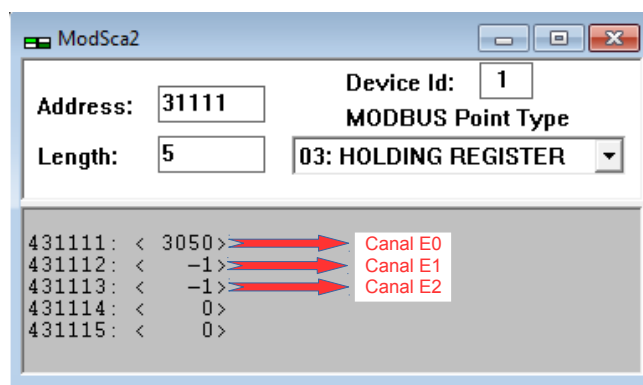 ModSca2
Device Id: 1
Address: 31111
MODBUS Point Type
Length: 5
03: HOLDING REGISTER
431111: < 3050> Canal E0
431112: < -1> Canal E1
431113: < -1> Canal E2
431114: < 0>
431115: < 0>